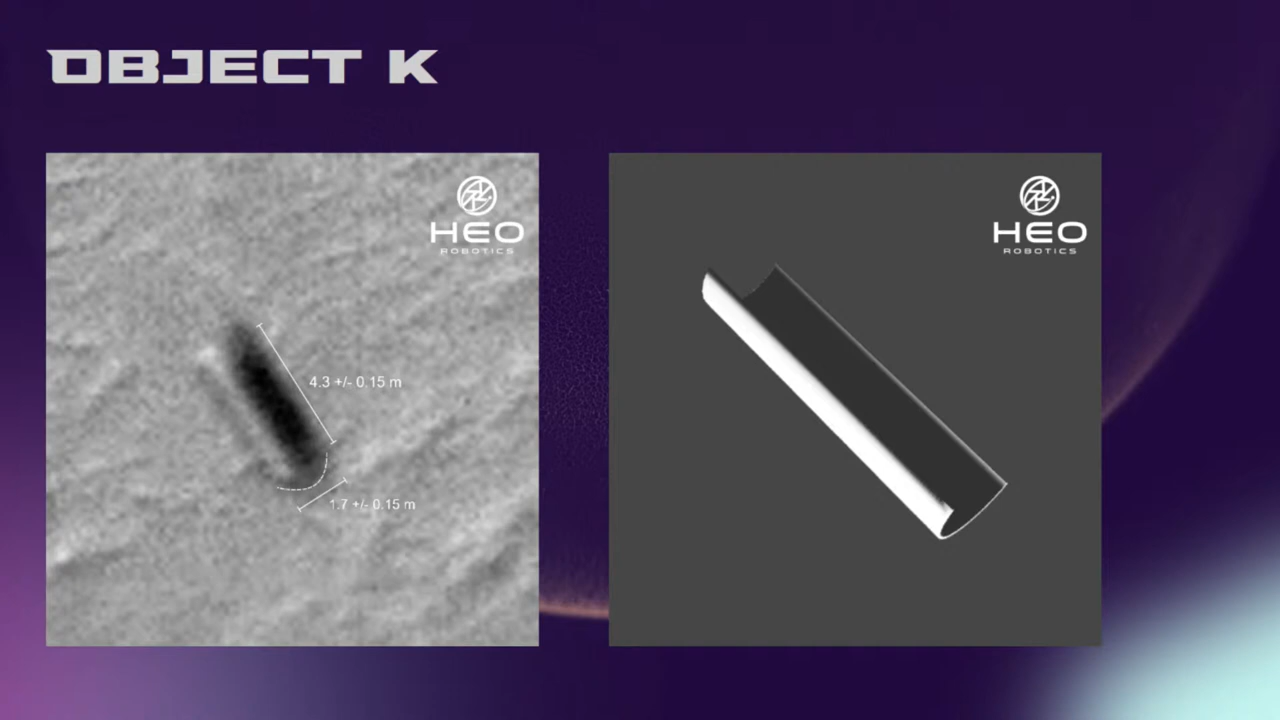 OBJECT K
HEO
ROBOTICS
4.3 +/- 0.15 m
1.7 +/- 0.15 m
HEO
ROBOTICS